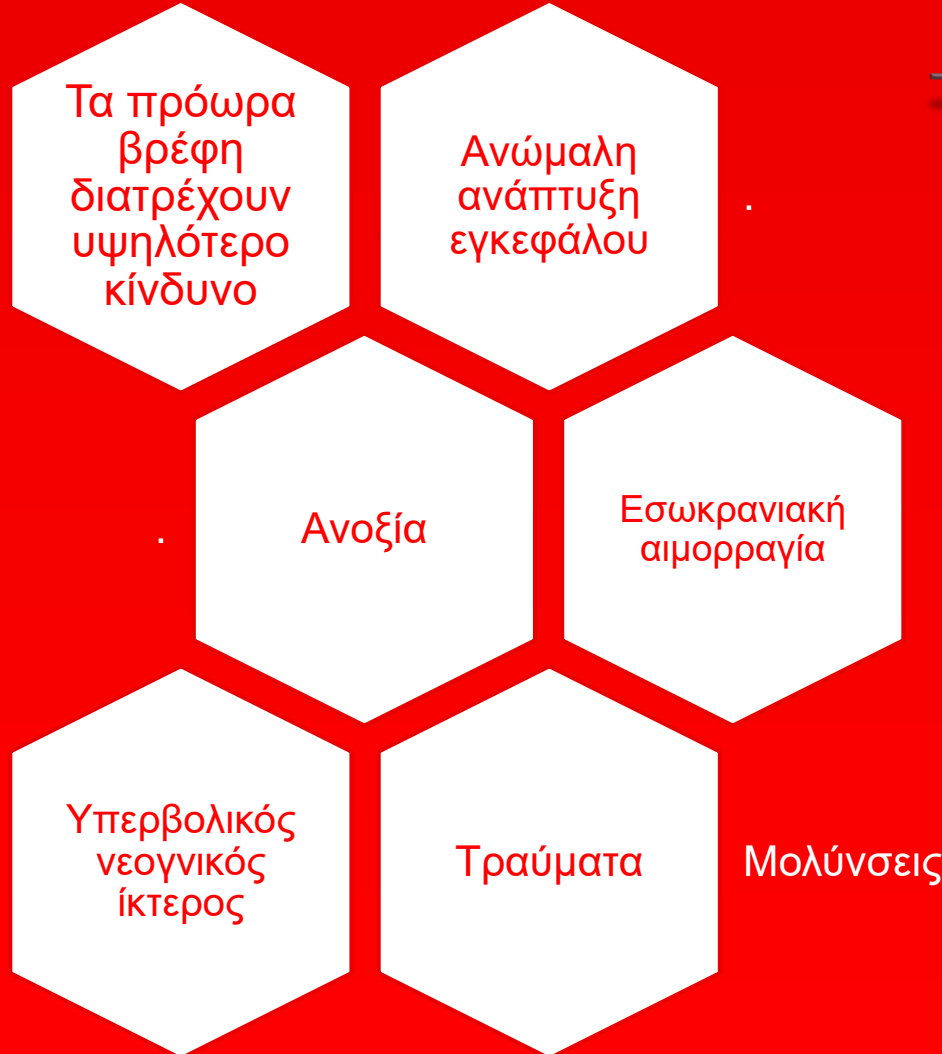 Τα πρόωρα
βρέφη
διατρέχουν
υψηλότερο
κίνδυνο
Ανώμαλη
ανάπτυξη
εγκεφάλου
.
.
Ανοξία
Εσωκρανιακή
αιμορραγία
Υπερβολικός
νεογνικός
ίκτερος
Τραύματα
Μολύνσεις